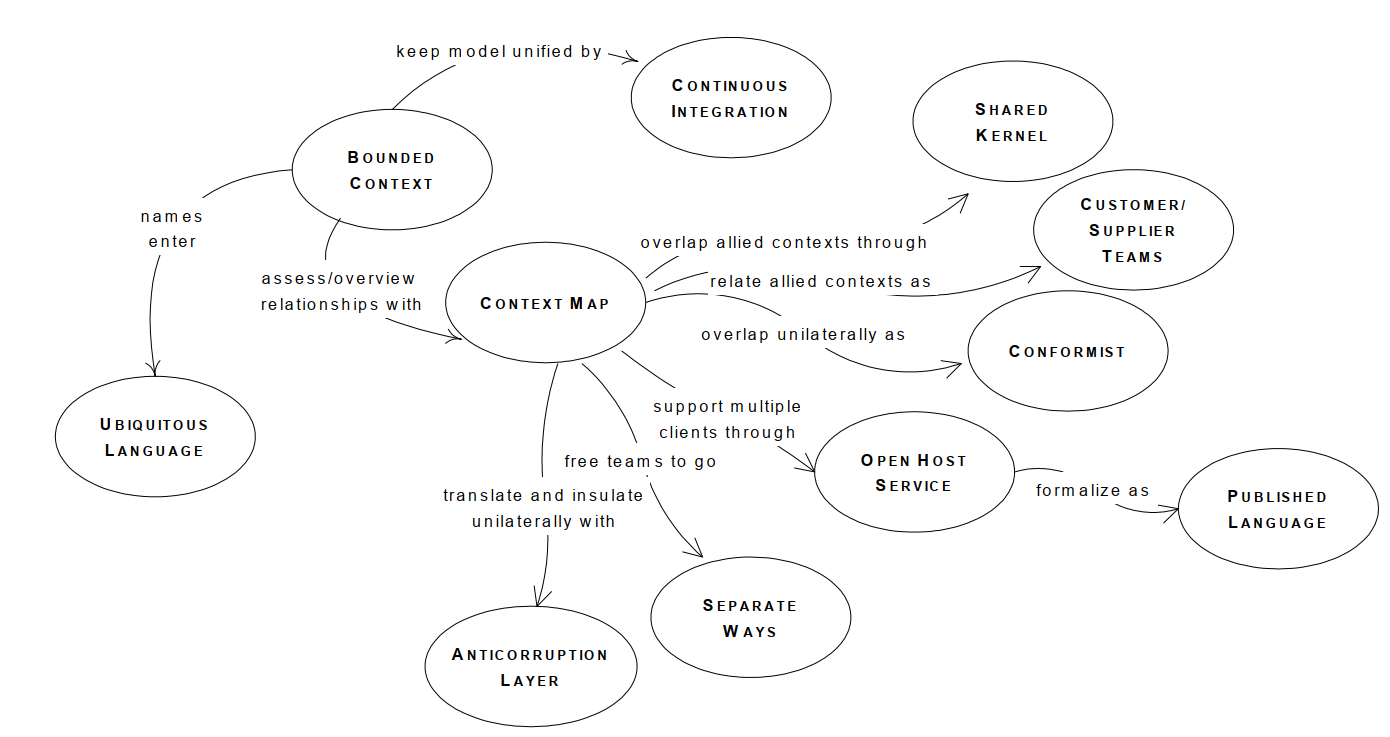 keep model unified by
CONTINUOUS
INTEGRATION
SHARED
KERNEL
BOUNDED
CONTEXT
names
enter
CUSTOMER/
SUPPLIER
TEAMS
overlap allied contexts through
assess/overview
relationships with
relate allied contexts as
CONTEXT MAP
overlap unilaterally as
CONFORMIST
support multiple
clients through
UBIQUITOUS
LANGUAGE
free teams to go
OPEN HOST
SERVICE
translate and insulate
unilaterally with
formalize as
PUBLISHED
LANGUAGE
SEPARATE
WAYS
ANTICORRUPTION
LAYER